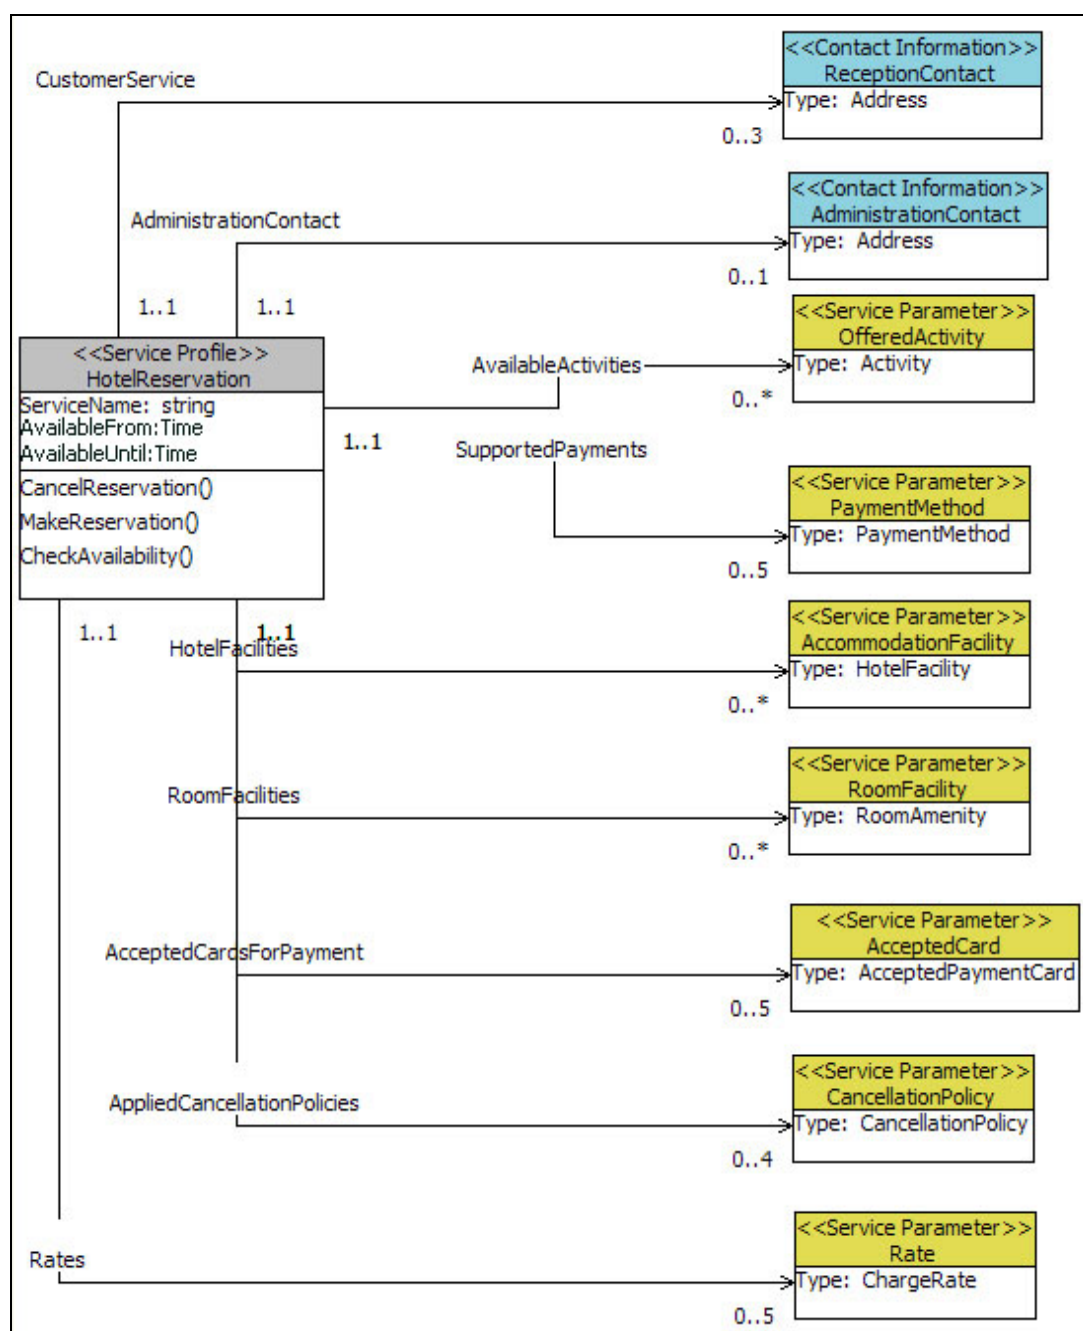 <<Contact Information>>
ReceptionContact
Type: Address
CustomerService
0..3
<<Contact Information>>
AdministrationContact
Type: Address
AdministrationContact
0..1
1..1
1..1
<<Service Profile>>
HotelReservation
ServiceName: string
AvailableFrom:Time
AvailableUntil:Time
CancelReservation()
MakeReservation()
CheckAvailability()
<<Service Parameter>>
OfferedActivity
Type: Activity
AvailableActivities
0..*
1..1
SupportedPayments
<<Service Parameter>>
PaymentMethod
Type: PaymentMethod
0..5
1..1
1..1
HotelFacilities
<<Service Parameter>>
AccommodationFacility
Type: HotelFacility
0..*
RoomFacilities
<<Service Parameter>>
RoomFacility
Type: RoomAmenity
0..*
AcceptedCardsForPayment
<<Service Parameter>>
AcceptedCard
Type: AcceptedPaymentCard
0..5
AppliedCancellationPolicies
<<Service Parameter>>
CancellationPolicy
Type: CancellationPolicy
0..4
Rates
<<Service Parameter>>
Rate
Type: ChargeRate
0..5